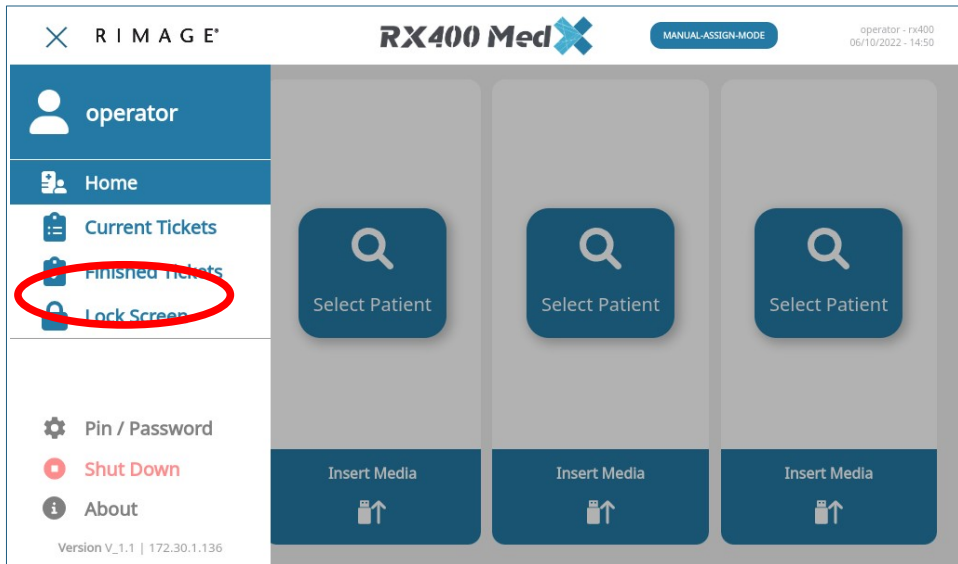 RIMAGE®
RX400 Med
MANUAL-ASSIGN-MODE
operator - rx400
06/10/2022 - 14:50
operator
Home
Current Tickets
Finished Tickets
Lock Screen
Pin / Password
Shut Down
About
Version V_1.1 | 172.30.1.136
Select Patient
Insert Media
Select Patient
Insert Media
Select Patient
Insert Media